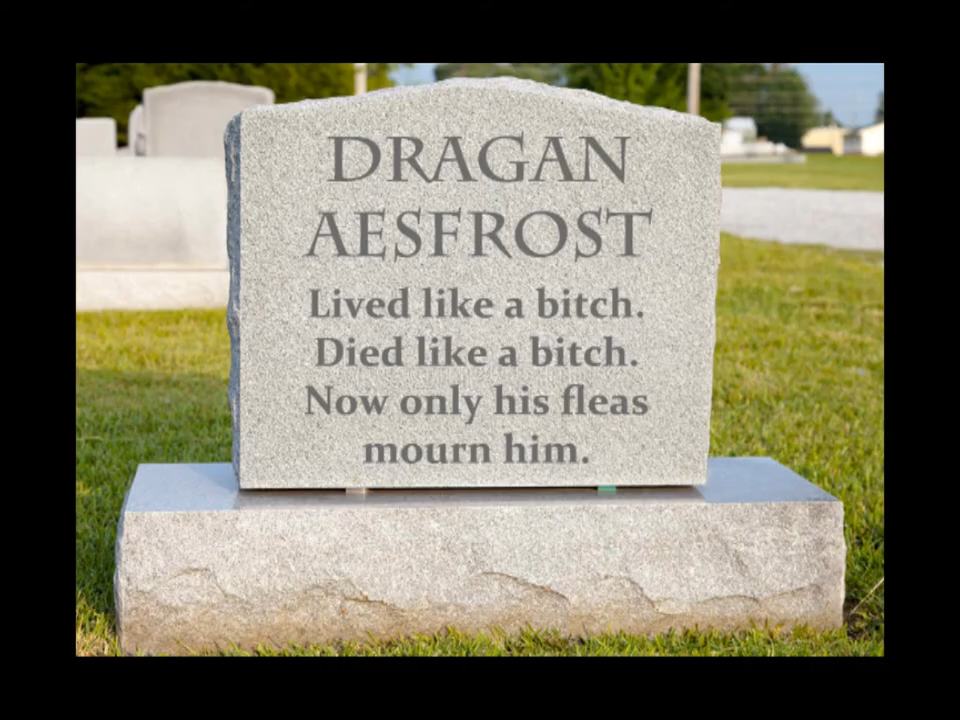 DRAGAN
AESFROST
Lived like a bitch.
Died like a bitch.
Now only his fleas
mourn him.